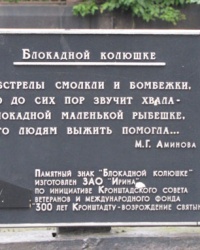 Блокадной колюшке
бстрелы смолкли и бомбежки,
о до сих пор звучит хвала-
локадной маленькой рыбешке,
то людям выжить помогла...
М.Г. Аминова
Памятный знак "Блокадной колюшке"
изготовлен ЗАО "Ирина"
по инициативе Кронштадского совета
ветеранов и международного фонда
"300 лет Кронштадту-возрождение святын